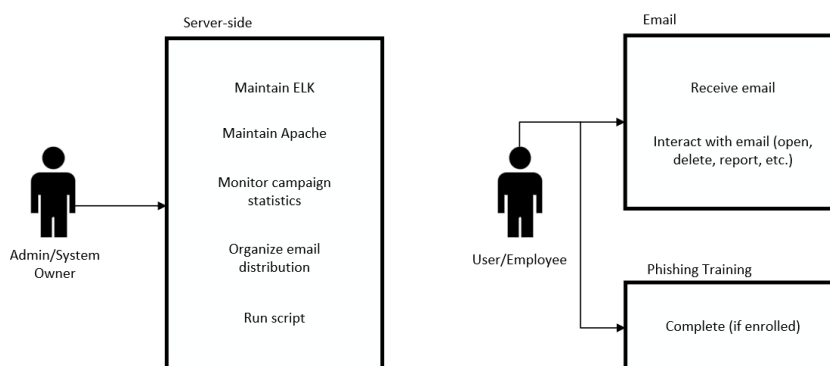 Server-side
Maintain ELK
Maintain Apache
Monitor campaign
statistics
Organize email
distribution
Run script
Admin/System
Owner
Email
Receive email
Interact with email (open,
delete, report, etc.)
User/Employee
Phishing Training
Complete (if enrolled)